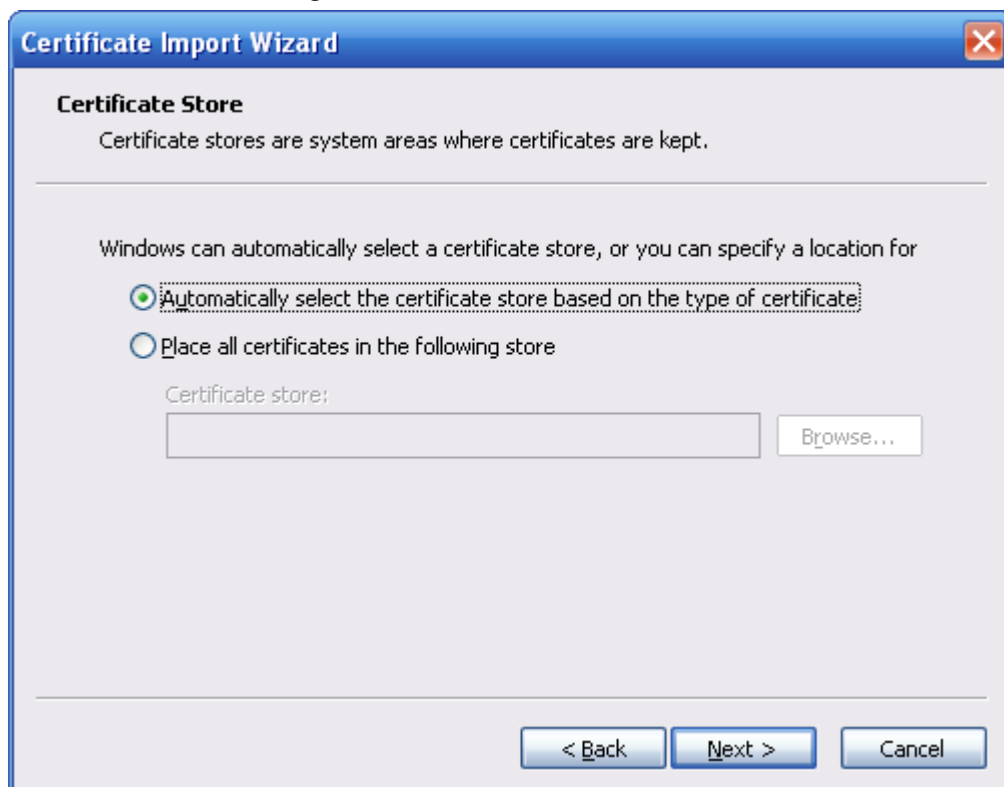 Certificate Import Wizard
Certificate Store
Certificate stores are system areas where certificates are kept.
Windows can automatically select a certificate store, or you can specify a location for
Automatically select the certificate store based on the type of certificate
Place all certificates in the following store
Certificate store:
Browse...
< Back Next > Cancel